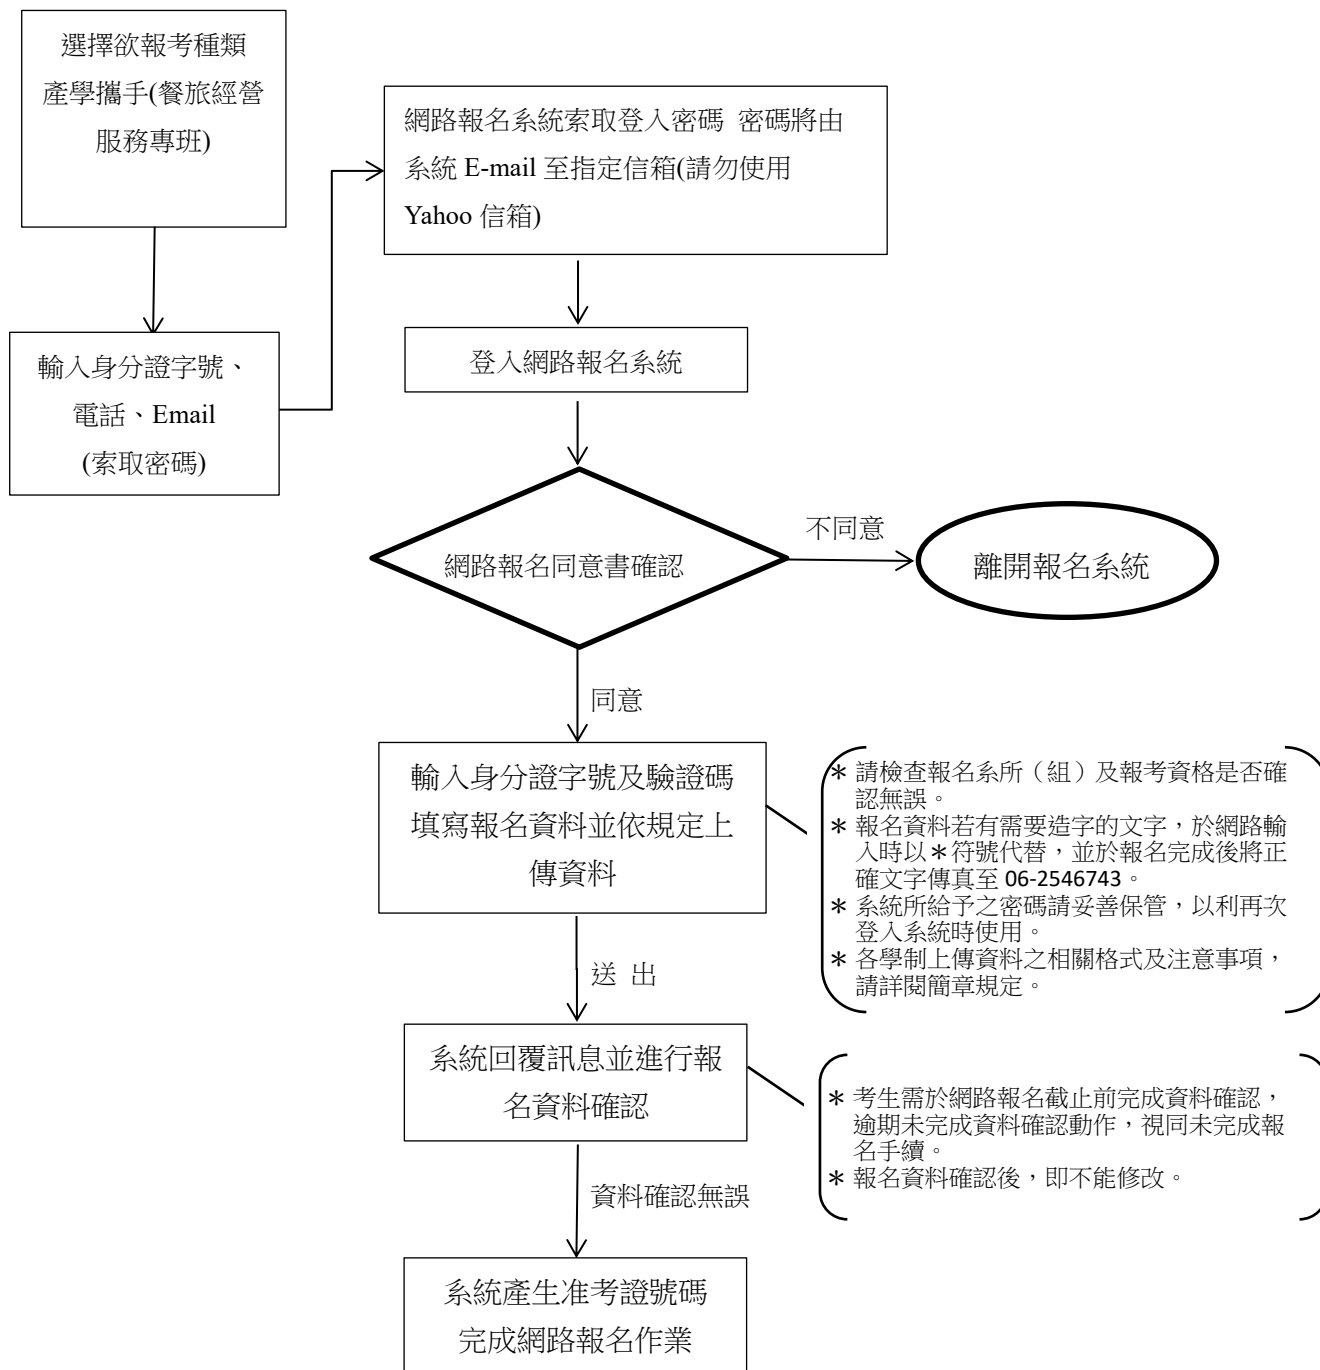 選擇欲報考種類
產學攜手(餐旅經營
服務專班)
輸入身分證字號、
電話、Email
(索取密碼)
網路報名系統索取登入密碼 密碼將由
系統 E-mail 至指定信箱(請勿使用
Yahoo 信箱)
登入網路報名系統
網路報名同意書確認
不同意
離開報名系統
同意
輸入身分證字號及驗證碼
填寫報名資料並依規定上
傳資料
＊請檢查報名系所（組）及報考資格是否確
認無誤。
＊報名資料若有需要造字的文字，於網路輸
入時以＊符號代替，並於報名完成後將正
確文字傳真至 06-2546743。
＊系統所給予之密碼請妥善保管，以利再次
登入系統時使用。
＊各學制上傳資料之相關格式及注意事項，
請詳閱簡章規定。
送 出
系統回覆訊息並進行報
名資料確認
＊考生需於網路報名截止前完成資料確認，
逾期未完成資料確認動作，視同未完成報
名手續。
＊報名資料確認後，即不能修改。
資料確認無誤
系統產生准考證號碼
完成網路報名作業